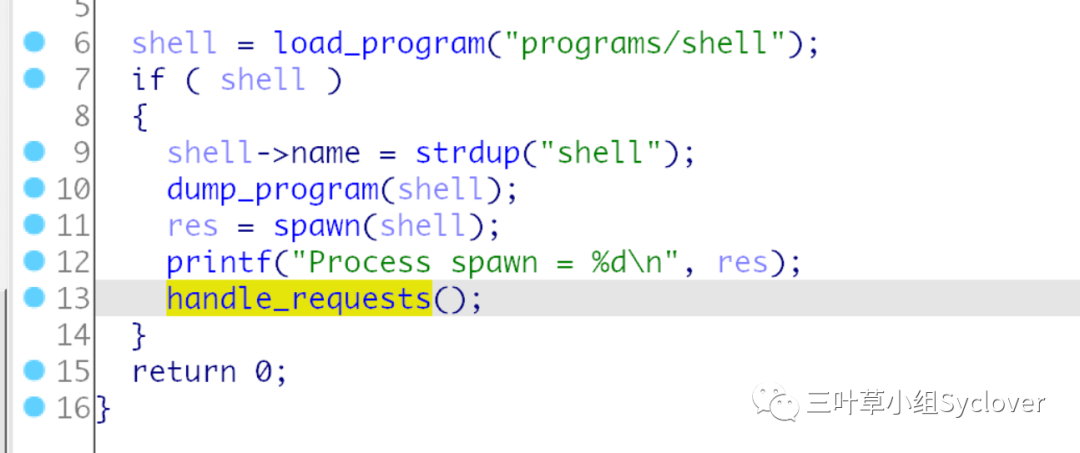 5
6 shell = load_program("programs/shell");
7 if ( shell )
8 {
9 shell->name = strdup("shell");
10 dump_program(shell);
11 res = spawn(shell);
12 printf("Process spawn = %d\n", res);
13 handle_requests();
14 }
15 return 0;
16 }
三叶草小组Syclover